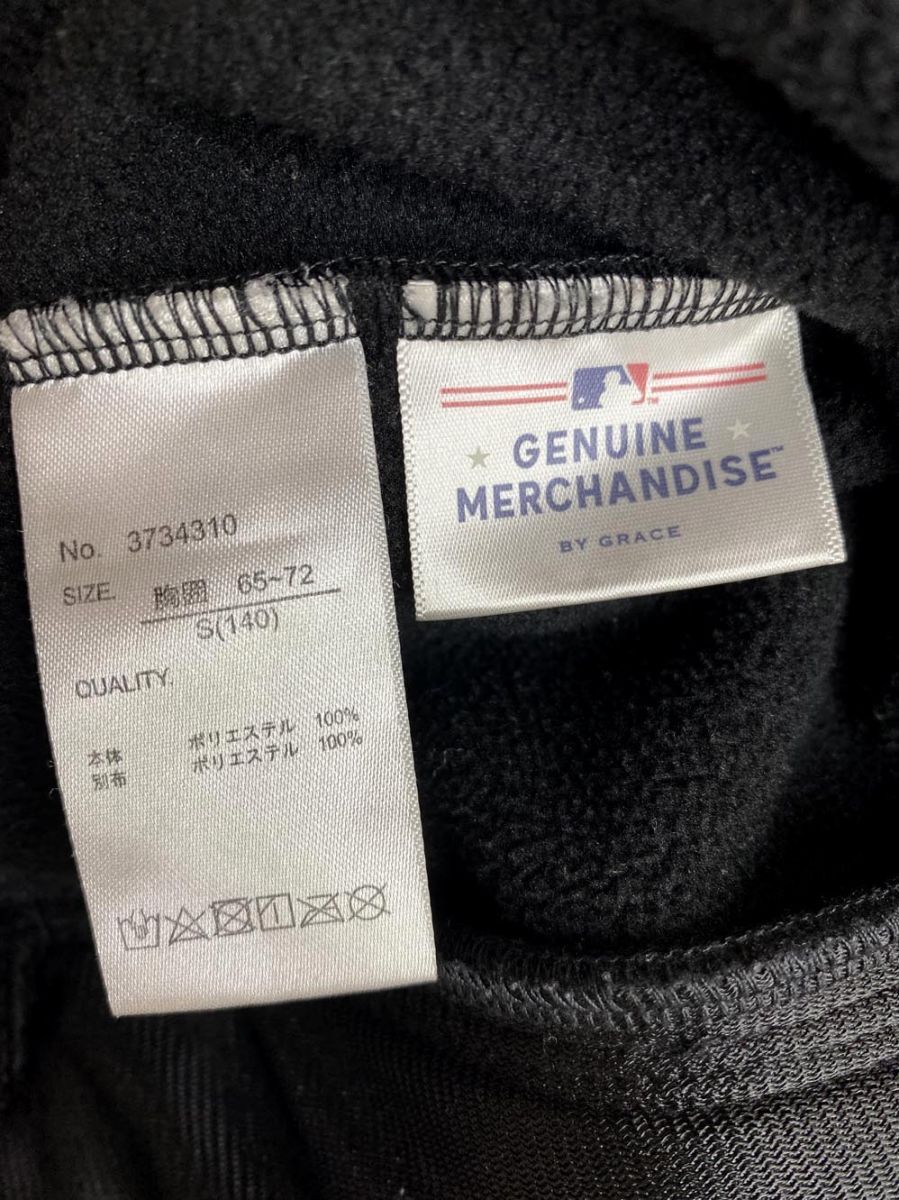 No. 3734310
SIZE. 胸囲 65~72
S(140)
QUALITY.
本体 ポリエステル 100%
別布 ポリエステル 100%
GENUINE
MERCHANDISE™
BY GRACE